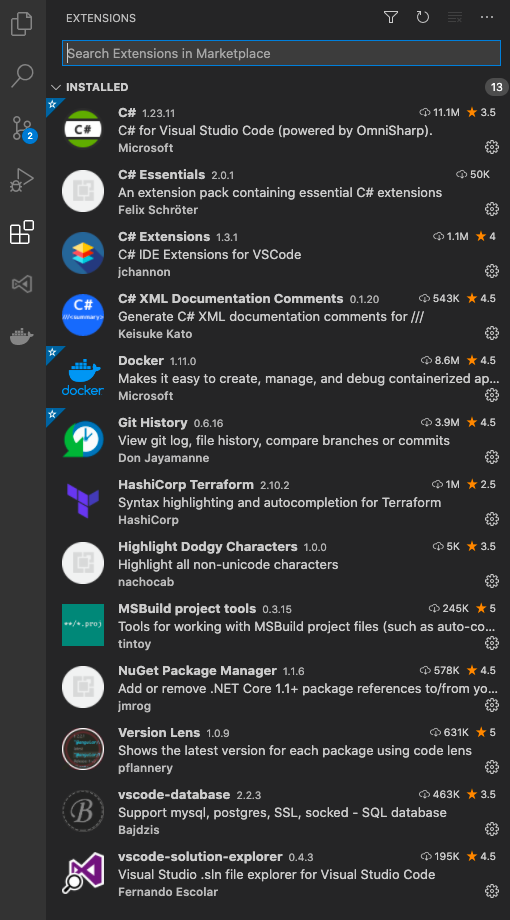 EXTENSIONS
Search Extensions in Marketplace
INSTALLED 13
C# 1.23.11 11.1M 3.5
C# for Visual Studio Code (powered by OmniSharp).
Microsoft
2
C# Essentials 2.0.1 50K
An extension pack containing essential C# extensions
Felix Schröter
C# Extensions 1.3.1 1.1M 4
C# IDE Extensions for VSCode
jchannon
C# XML Documentation Comments 0.1.20 543K 4.5
Generate C# XML documentation comments for ///
Keisuke Kato
Docker 1.11.0 8.6M 4.5
Makes it easy to create, manage, and debug containerized ap...
docker
Microsoft
Git History 0.6.16 3.9M 4.5
View git log, file history, compare branches or commits
Don Jayamanne
HashiCorp Terraform 2.10.2 1M 2.5
Syntax highlighting and autocompletion for Terraform
HashiCorp
Highlight Dodgy Characters 1.0.0 5K 3.5
Highlight all non-unicode characters
nachocab
MSBuild project tools 0.3.15 245K 5
**/*.proj
Tools for working with MSBuild project files (such as auto-co...
tintoy
NuGet Package Manager 1.1.6 578K 4.5
Add or remove .NET Core 1.1+ package references to/from yo...
jmrog
Version Lens 1.0.9 631K 5
Shows the latest version for each package using code lens
pflannery
vscode-database 2.2.3 463K 3.5
Support mysql, postgres, SSL, socked - SQL database
Bajdzis
vscode-solution-explorer 0.4.3 195K 4.5
Visual Studio .sln file explorer for Visual Studio Code
Fernando Escolar